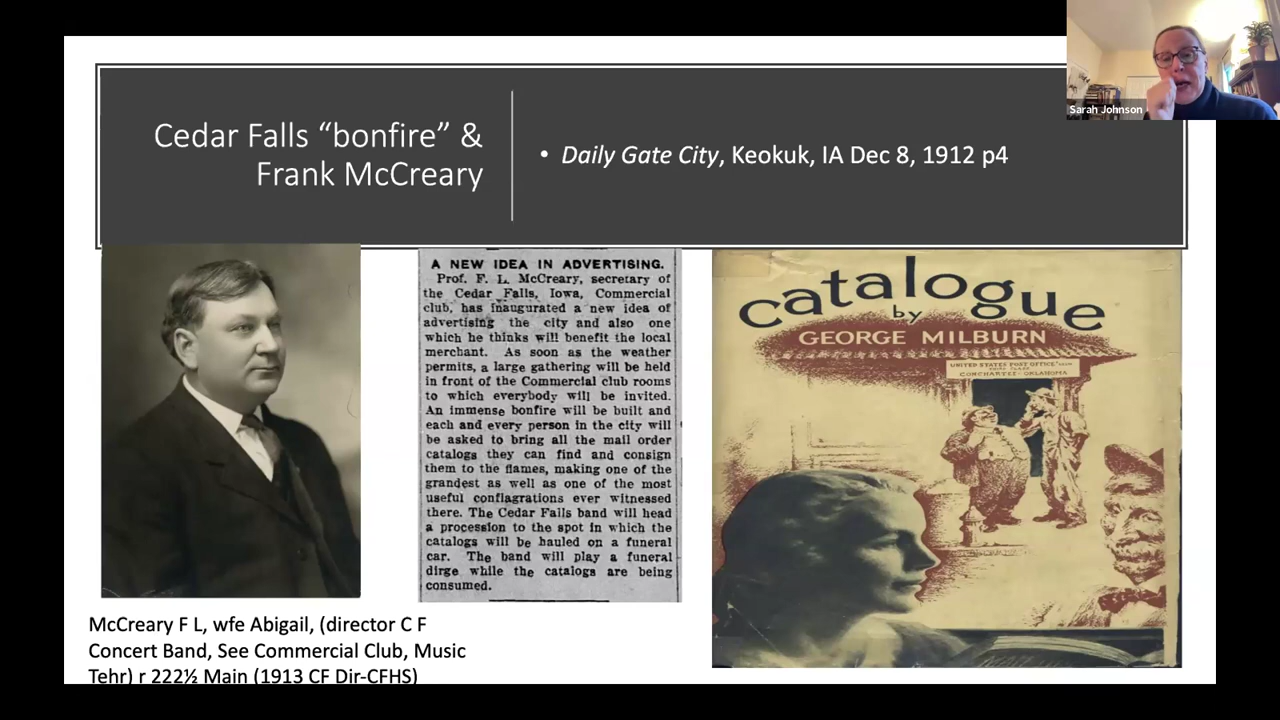 Sarah Johnson
Cedar Falls “bonfire” &
Frank McCreary
• Daily Gate City, Keokuk, IA Dec 8, 1912 p4
A NEW IDEA IN ADVERTISING.
Prof. F. L. McCreary, secretary of
the Cedar Falls, Iowa, Commercial
club, has inaugurated a new idea of
advertising the city and also one
which he thinks will benefit the local
merchant. As soon as the weather
permits, a large gathering will be held
in front of the Commercial club rooms
to which everybody will be invited.
An immense bonfire will be built and
each and every person in the city will
be asked to bring all the mail order
catalogs they can find and consign
them to the flames, making one of the
grandest as well as one of the most
useful conflagrations ever witnessed
there. The Cedar Falls band will head
a procession to the spot in which the
catalogs will be hauled on a funeral
car. The band will play a funeral
dirge while the catalogs are being
consumed.
catalogue
by
GEORGE MILBURN
UNITED STATES POST OFFICE
CONCHARTEE - OKLAHOMA
McCreary F L, wfe Abigail, (director C F
Concert Band, See Commercial Club, Music
Tehr) r 222½ Main (1913 CF Dir-CFHS)